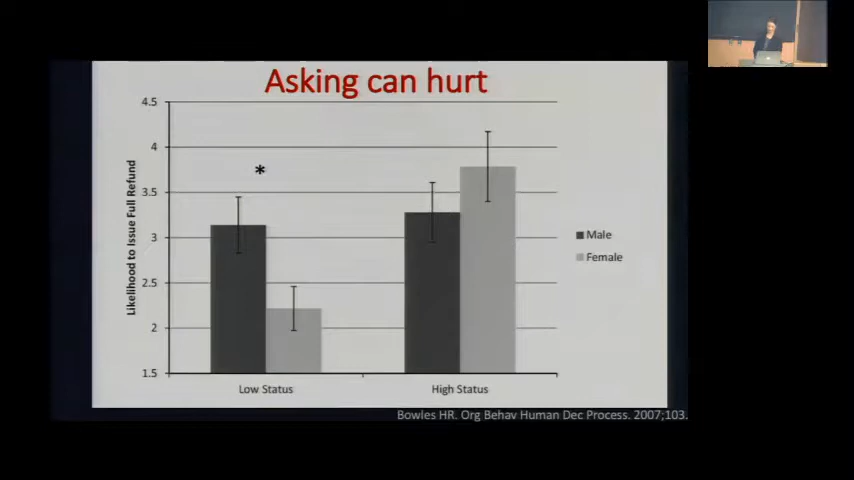 Asking can hurt
4.5
4
3.5
3
2.5
2
1.5
Likelihood to Issue Full Refund
*
Male
Female
Low Status
High Status
Bowles HR. Org Behav Human Dec Process. 2007;103.